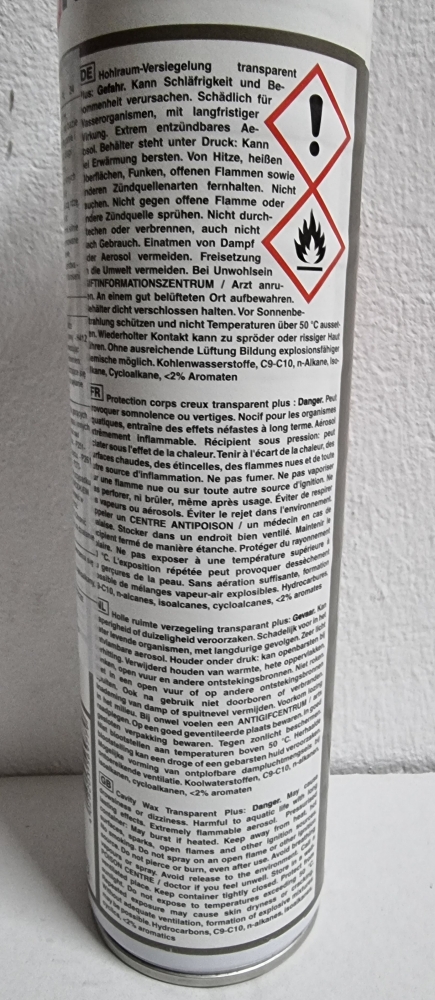 DE Hohlraum-Versiegelung transparent
Plus: Gefahr. Kann Schläfrigkeit und Be-
nommenheit verursachen. Schädlich für
Wasserorganismen, mit langfristiger
Wirkung. Extrem entzündbares Ae-
rosol. Behälter steht unter Druck: Kann
bei Erwärmung bersten. Von Hitze, heißen
Oberflächen, Funken, offenen Flammen sowie
anderen Zündquellenarten fernhalten. Nicht
rauchen. Nicht gegen offene Flamme oder
andere Zündquelle sprühen. Nicht durch-
stechen oder verbrennen, auch nicht
nach Gebrauch. Einatmen von Dampf
oder Aerosol vermeiden. Freisetzung
in die Umwelt vermeiden. Bei Unwohlsein
GIFTINFORMATIONSZENTRUM / Arzt anru-
fen. An einem gut belüfteten Ort aufbewahren.
Behälter dicht verschlossen halten. Vor Sonnenbe-
strahlung schützen und nicht Temperaturen über 50 °C ausset-
zen. Wiederholter Kontakt kann zu spröder oder rissiger Haut
führen. Ohne ausreichende Lüftung Bildung explosionsfähiger
Gemische möglich. Kohlenwasserstoffe, C9-C10, n-Alkane, Iso-
alkane, Cycloalkane, <2% Aromaten
FR Protection corps creux transparent plus : Danger. Peut
provoquer somnolence ou vertiges. Nocif pour les organismes
aquatiques, entraîne des effets néfastes à long terme. Aérosol
extrêmement inflammable. Récipient sous pression: peut
éclater sous l'effet de la chaleur. Tenir à l'écart de la chaleur, des
surfaces chaudes, des étincelles, des flammes nues et de toute
autre source d'inflammation. Ne pas fumer. Ne pas vaporiser
sur une flamme nue ou sur toute autre source d'ignition. Ne
pas perforer, ni brûler, même après usage. Éviter de respirer
les vapeurs ou aérosols. Éviter le rejet dans l'environnement.
Appeler un CENTRE ANTIPOISON / un médecin en cas de
malaise. Stocker dans un endroit bien ventilé. Maintenir le
récipient fermé de manière étanche. Protéger du rayonnement
solaire. Ne pas exposer à une température supérieure à
50 °C. L'exposition répétée peut provoquer dessèchement
ou gerçures de la peau. Sans aération suffisante, formation
possible de mélanges vapeur-air explosibles. Hydrocarbures,
C9-C10, n-alcanes, isoalcanes, cycloalcanes, <2% aromates
NL Holle ruimte verzegeling transparant plus: Gevaar. Kan
slaperigheid of duizeligheid veroorzaken. Schadelijk voor in het
water levende organismen, met langdurige gevolgen. Zeer licht
ontvlambare aerosol. Houder onder druk: kan openbarsten bij
verhitting. Verwijderd houden van warmte, hete oppervlakken,
vonken, open vuur en andere ontstekingsbronnen. Niet roken.
Niet in een open vuur of op andere ontstekingsbronnen
spuiten. Ook na gebruik niet doorboren of verbranden.
Inademing van damp of spuitnevel vermijden. Voorkom lozing
in het milieu. Bij onwel voelen een ANTIGIFCENTRUM / arts
raadplegen. Op een goed geventileerde plaats bewaren. In goed
gesloten verpakking bewaren. Tegen zonlicht beschermen.
Niet blootstellen aan temperaturen boven 50 °C. Herhaalde
blootstelling kan een droge of een gebarsten huid veroorzaken.
Mogelijke vorming van ontplofbare dampluchtmengsels bij
onvoldoende ventilatie. Koolwaterstoffen, C9-C10, n-alkanen,
isoalkanen, cycloalkanen, <2% aromaten
GB Cavity Wax Transparent Plus: Danger. May cause
drowsiness or dizziness. Harmful to aquatic life with long
lasting effects. Extremely flammable aerosol. Pressurised
container: May burst if heated. Keep away from heat, hot
surfaces, sparks, open flames and other ignition sources.
No smoking. Do not spray on an open flame or other ignition
source. Do not pierce or burn, even after use. Avoid breathing
vapour or spray. Avoid release to the environment. Call a
POISON CENTRE / doctor if you feel unwell. Store in a well-
ventilated place. Keep container tightly closed. Protect from
sunlight. Do not expose to temperatures exceeding 50 °C.
Repeated exposure may cause skin dryness or cracking.
Without adequate ventilation, formation of explosive mixtures
may be possible. Hydrocarbons, C9-C10, n-alkanes, isoalkanes,
<2% aromatics